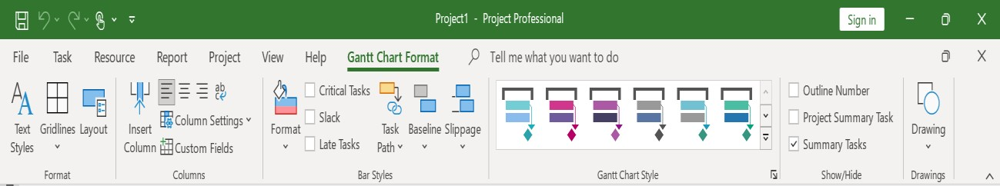 Project1 - Project Professional
Sign in
File Task Resource Report Project View Help Gantt Chart Format Tell me what you want to do
Text Styles
Gridlines
Layout
Format
Insert Column
ab
c
Column Settings
Custom Fields
Columns
Format
Critical Tasks
Slack
Late Tasks
Task Path
Baseline
Slippage
Bar Styles
Gantt Chart Style
Outline Number
Project Summary Task
Summary Tasks
Show/Hide
Drawing
Drawings